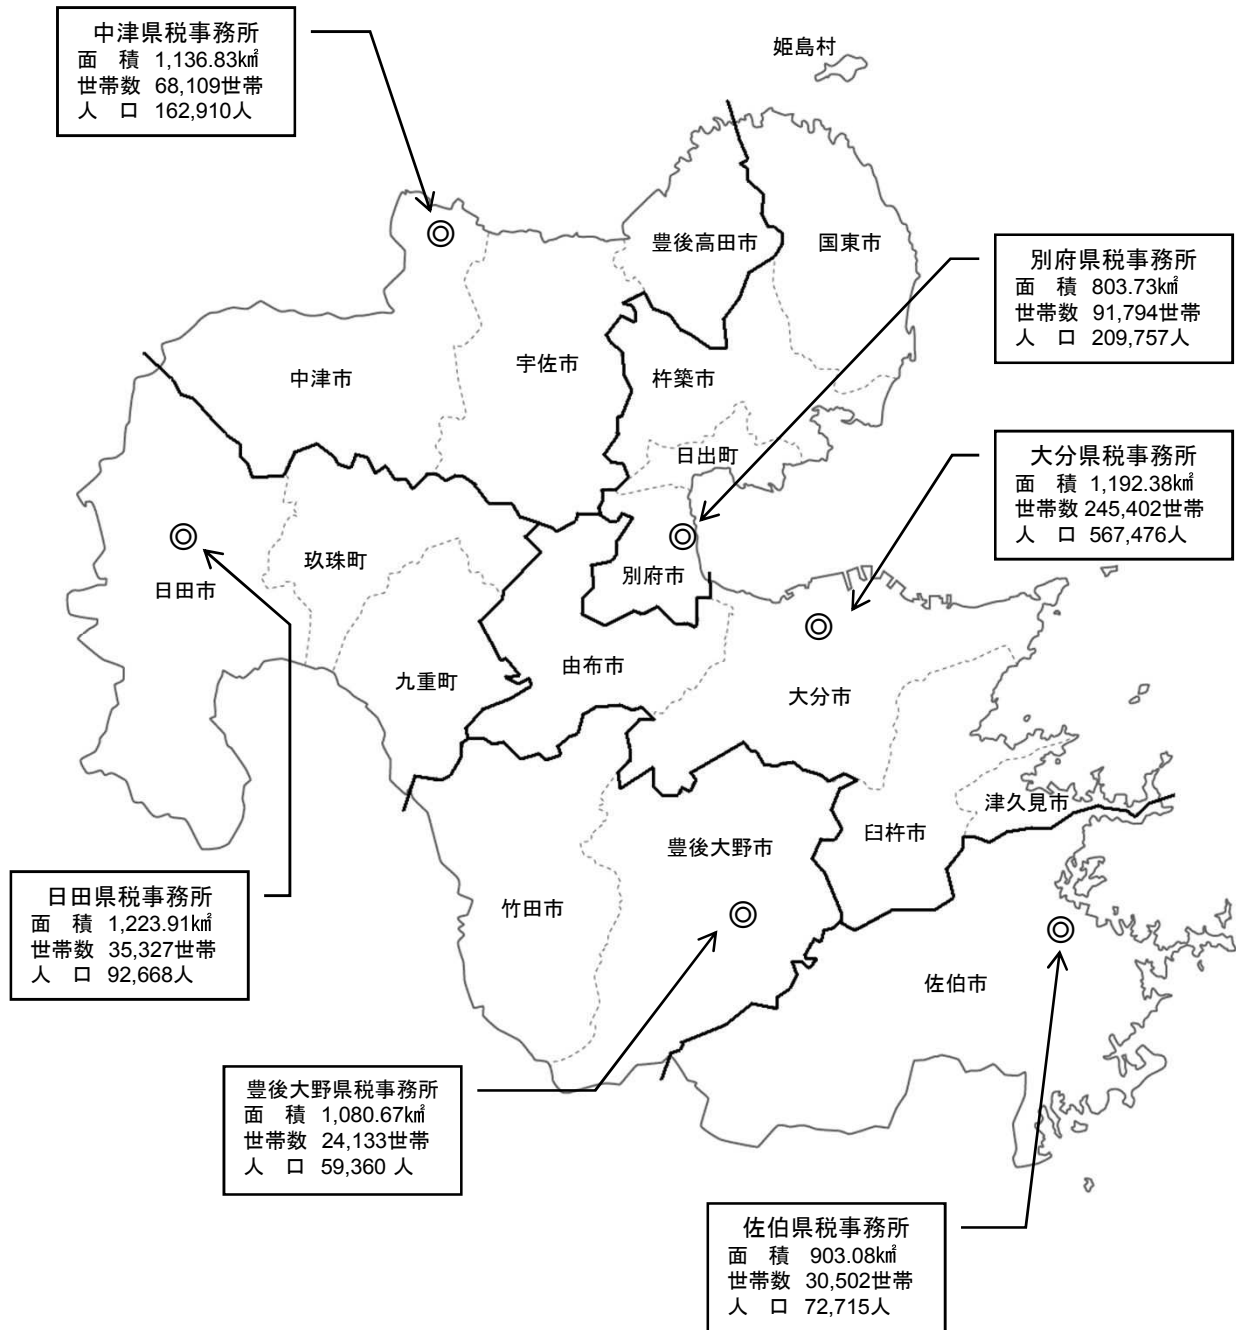 中津県税事務所
面　積 1,136.83㎢
世帯数 68,109世帯
人　口 162,910人
姫島村
豊後高田市
国東市
別府県税事務所
面　積 803.73㎢
世帯数 91,794世帯
人　口 209,757人
中津市
宇佐市
杵築市
日出町
大分県税事務所
面　積 1,192.38㎢
世帯数 245,402世帯
人　口 567,476人
日田市
玖珠町
別府市
九重町
由布市
大分市
津久見市
臼杵市
豊後大野市
竹田市
佐伯市
日田県税事務所
面　積 1,223.91㎢
世帯数 35,327世帯
人　口 92,668人
豊後大野県税事務所
面　積 1,080.67㎢
世帯数 24,133世帯
人　口 59,360 人
佐伯県税事務所
面　積 903.08㎢
世帯数 30,502世帯
人　口 72,715人